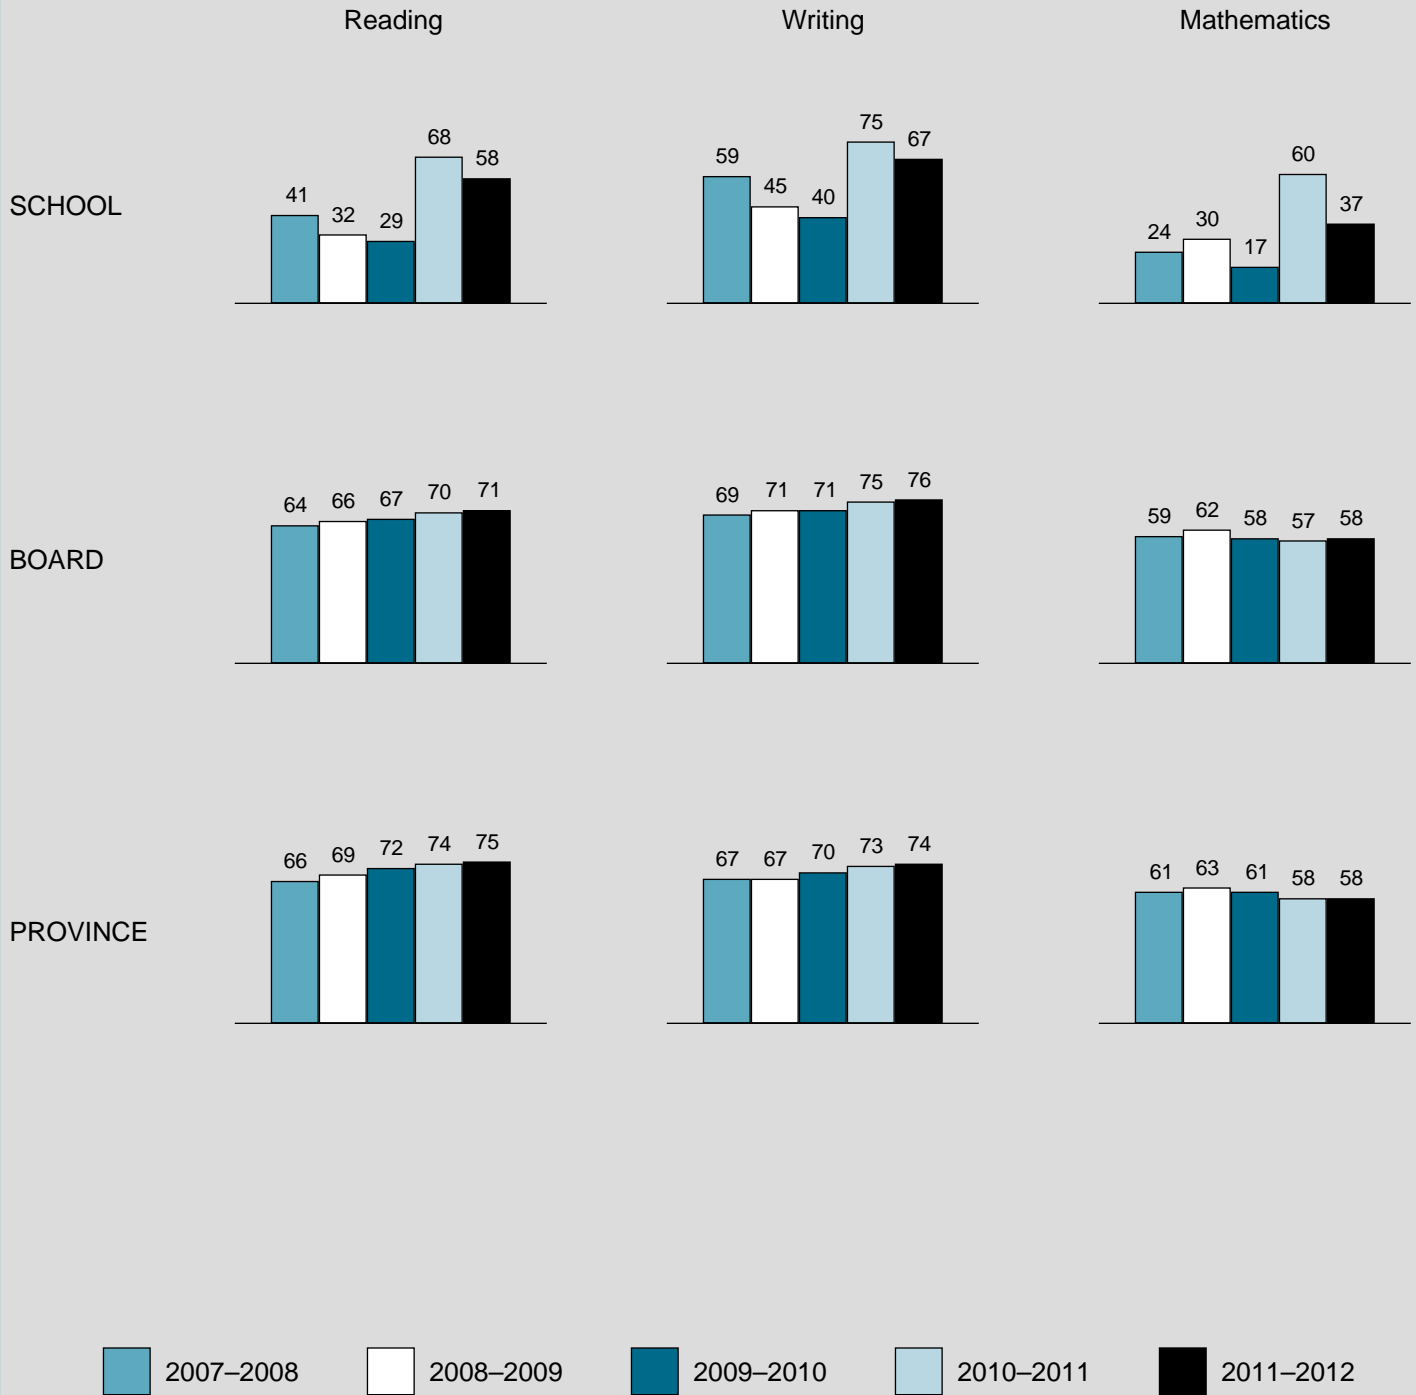 Reading Writing Mathematics
SCHOOL
41 32 29 68 58
59 45 40 75 67
24 30 17 60 37
BOARD
64 66 67 70 71
69 71 71 75 76
59 62 58 57 58
PROVINCE
66 69 72 74 75
67 67 70 73 74
61 63 61 58 58
2007–2008 2008–2009 2009–2010 2010–2011 2011–2012